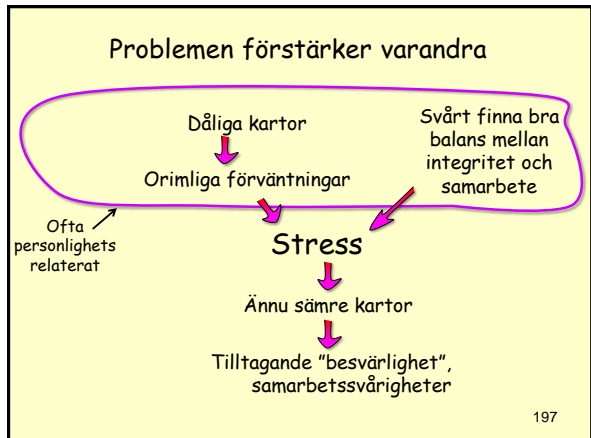 Problemen förstärker varandra
Dåliga kartor
Orimliga förväntningar
Svårt finna bra
balans mellan
integritet och
samarbete
Ofta
personlighets
relaterat
Stress
Ännu sämre kartor
Tilltagande ”besvärlighet”,
samarbetssvårigheter
197